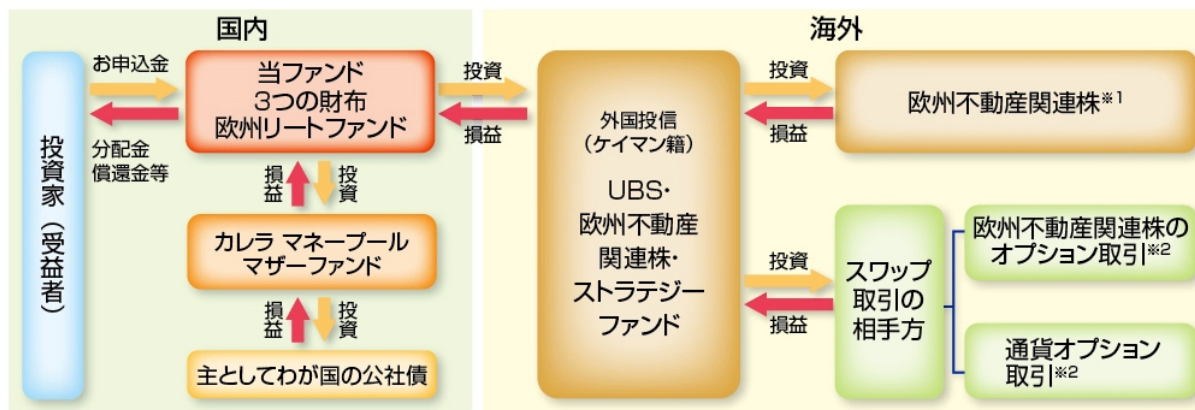 国内
海外
投資家（受益者）
お申込金
分配金
償還金等
当ファンド
3つの財布
欧州リートファンド
損益
投資
カレラ マネープール
マザーファンド
損益
投資
主としてわが国の公社債
投資
損益
外国投信
（ケイマン籍）
UBS・
欧州不動産
関連株・
ストラテジー
ファンド
投資
損益
欧州不動産関連株※1
投資
損益
スワップ
取引の
相手方
欧州不動産関連株の
オプション取引※2
通貨オプション
取引※2